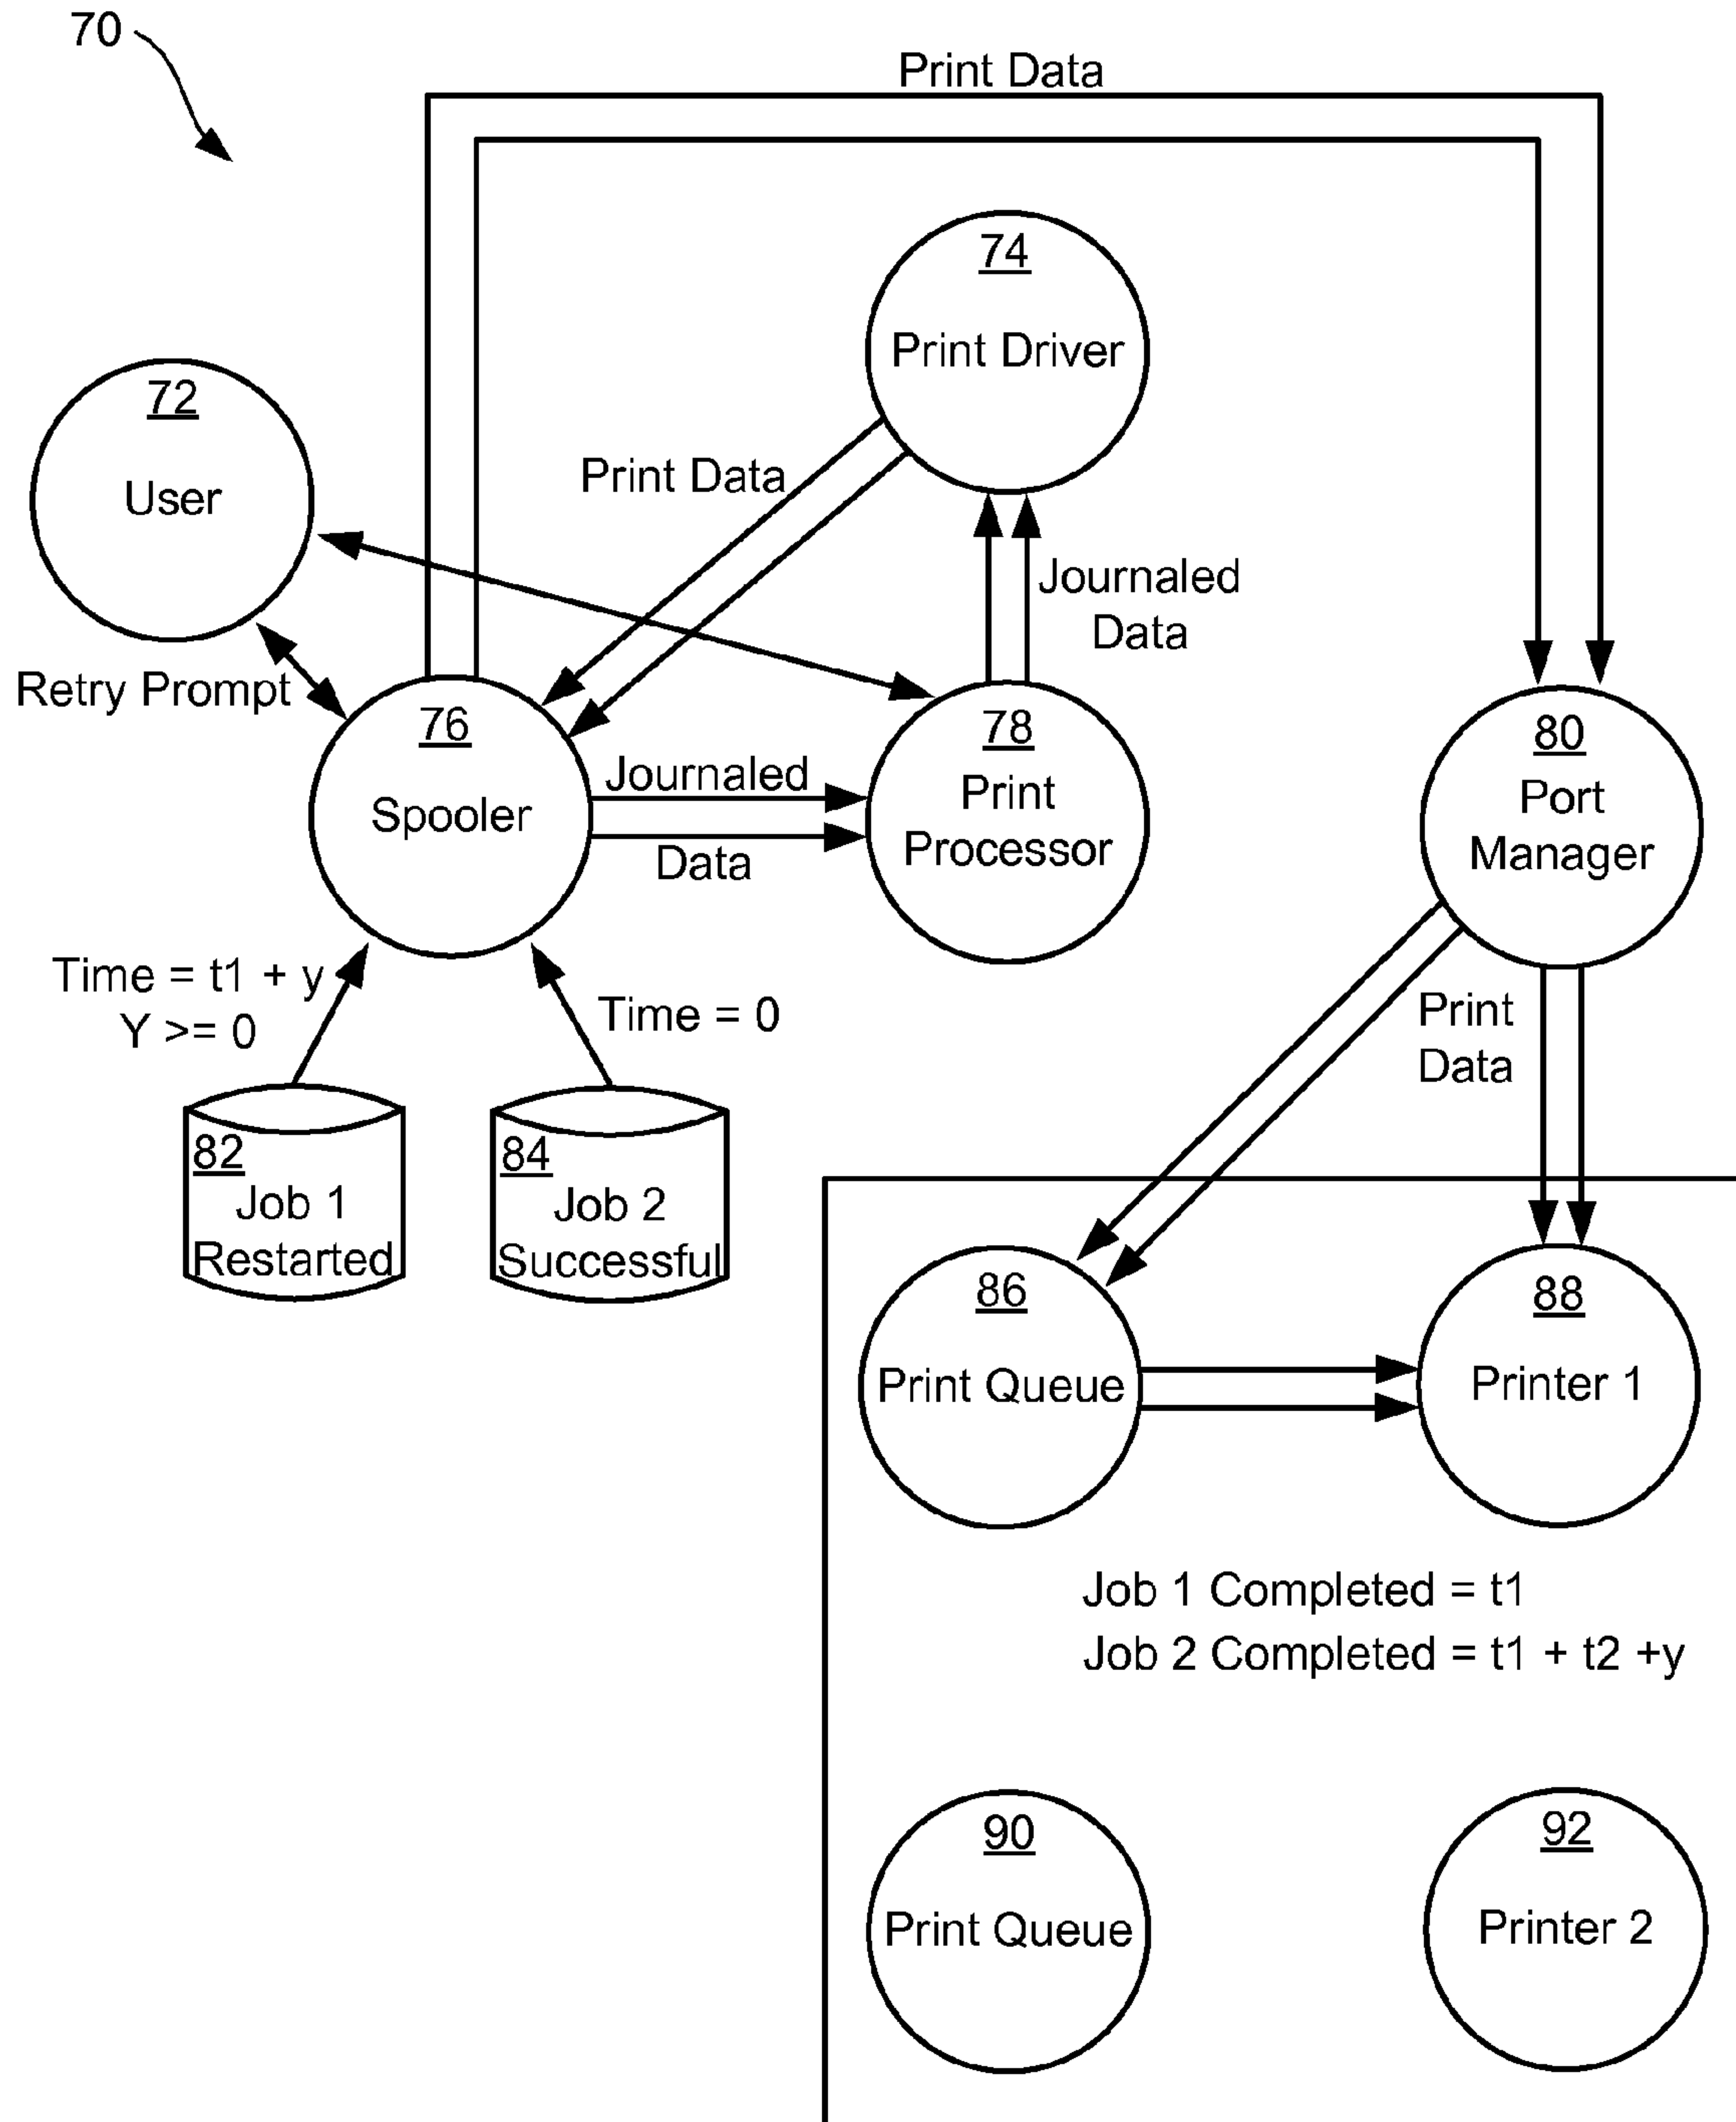 70
Print Data
74
Print Driver
72
User
Print Data
Journaled
Data
Retry Prompt
76
Spooler
Journaled
Data
78
Print
Processor
80
Port
Manager
Time = t1 + y
Y >= 0
Time = 0
Print
Data
82
Job 1
Restarted
84
Job 2
Successful
86
Print Queue
88
Printer 1
Job 1 Completed = t1
Job 2 Completed = t1 + t2 +y
90
Print Queue
92
Printer 2